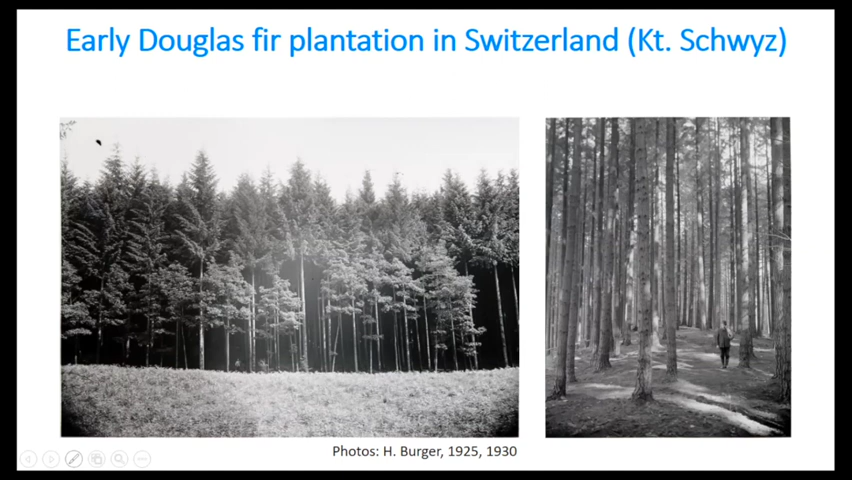 Early Douglas fir plantation in Switzerland (Kt. Schwyz)
Photos: H. Burger, 1925, 1930